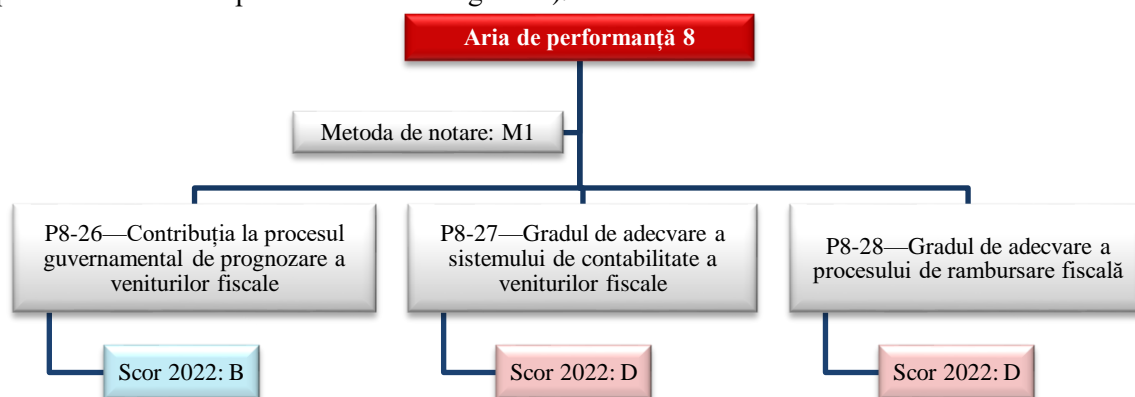 Aria de performanță 8
Metoda de notare: M1
P8-26—Contribuția la procesul
guvernamental de prognozare a
veniturilor fiscale
P8-27—Gradul de adecvare a
sistemului de contabilitate a
veniturilor fiscale
P8-28—Gradul de adecvare a
procesului de rambursare fiscală
Scor 2022: B
Scor 2022: D
Scor 2022: D